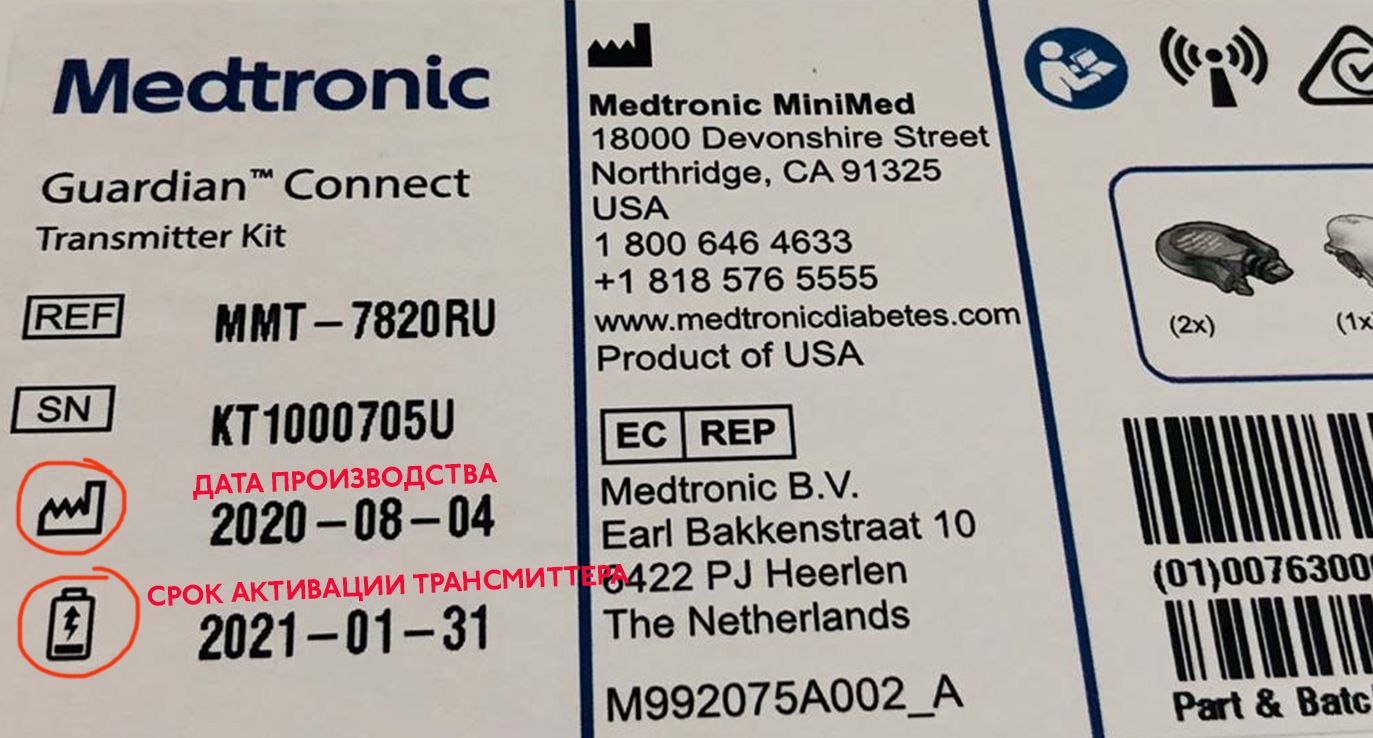 Medtronic
Guardian™ Connect
Transmitter Kit
REF MMT-7820RU
SN KT1000705U
ДАТА ПРОИЗВОДСТВА
2020-08-04
СРОК АКТИВАЦИИ ТРАНСМИТТЕРА
2021-01-31
Medtronic MiniMed
18000 Devonshire Street
Northridge, CA 91325
USA
1 800 646 4633
+1 818 576 5555
www.medtronicdiabetes.com
Product of USA
EC REP
Medtronic B.V.
Earl Bakkenstraat 10
6422 PJ Heerlen
The Netherlands
M992075A002_A
(2x)
(1x
(01)0076300
Part & Batc